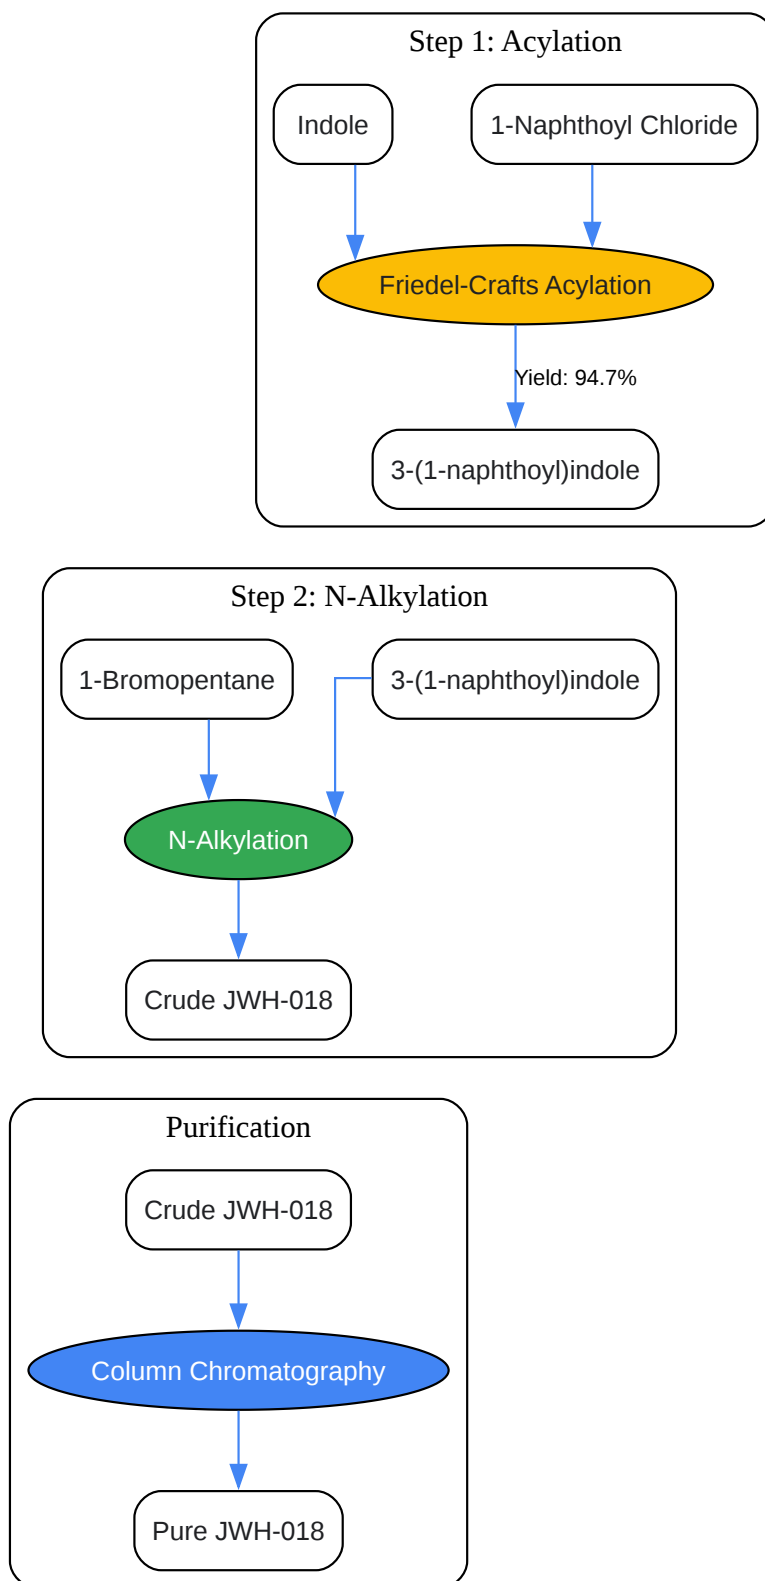 Step 1: Acylation
Indole
1-Naphthoyl Chloride
Friedel-Crafts Acylation
Yield: 94.7%
3-(1-naphthoyl)indole
Step 2: N-Alkylation
1-Bromopentane
3-(1-naphthoyl)indole
N-Alkylation
Crude JWH-018
Purification
Crude JWH-018
Column Chromatography
Pure JWH-018